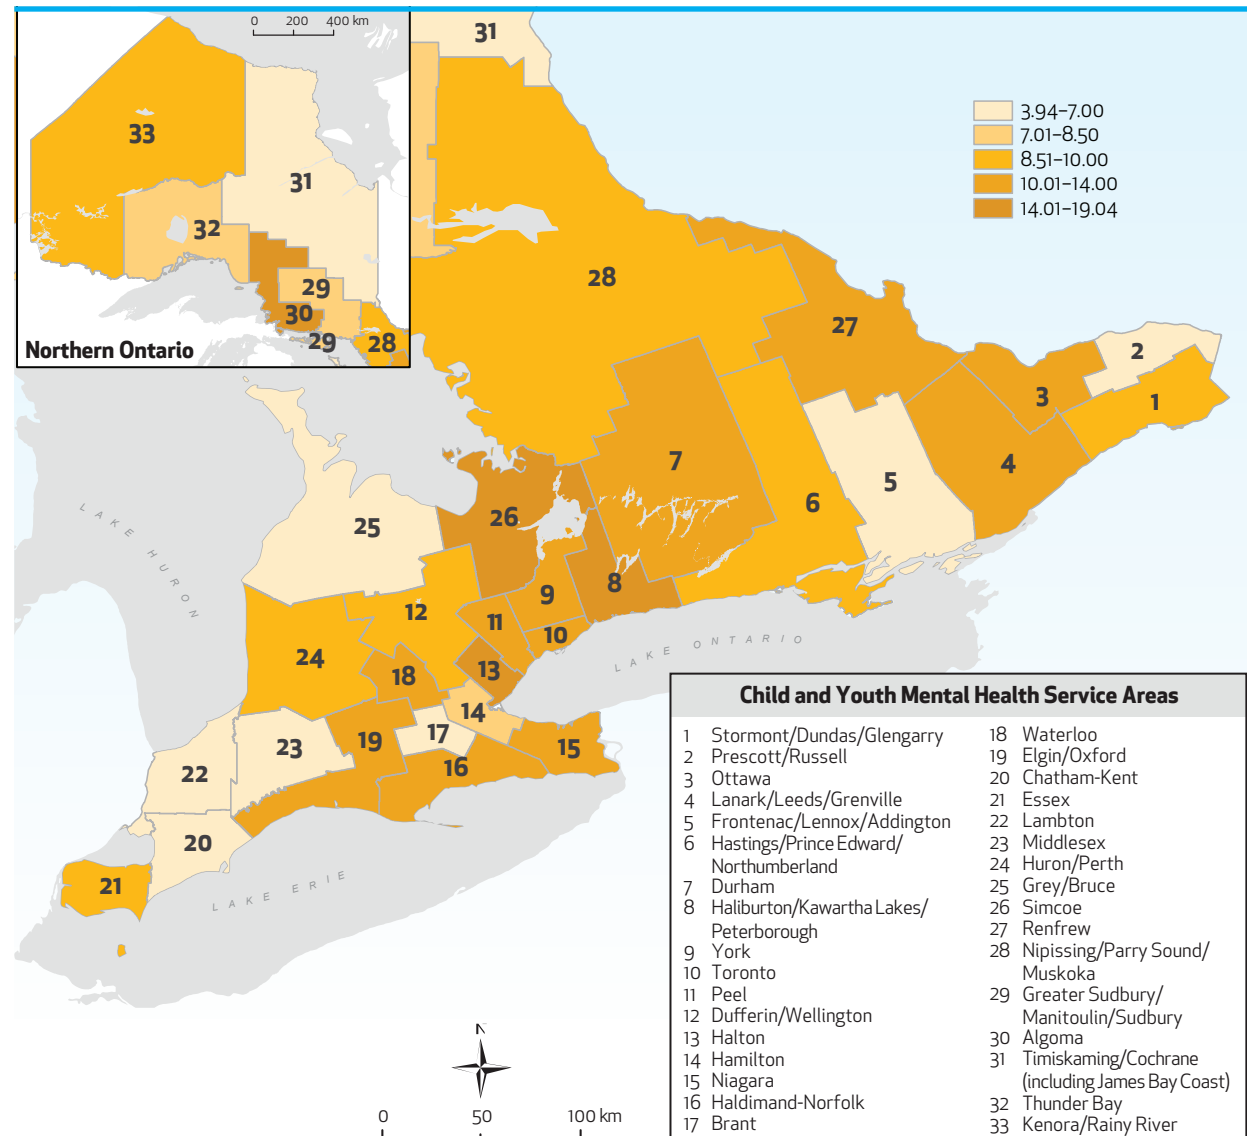 0 200 400 km
31
33
31
32
29
30
29
28
Northern Ontario
3.94–7.00
7.01–8.50
8.51–10.00
10.01–14.00
14.01–19.04
28
27
2
3
1
7
4
5
6
26
25
8
9
12
11
10
24
13
18
14
17
23
19
15
16
22
20
21
LAKE HURON
LAKE ONTARIO
LAKE ERIE
Child and Youth Mental Health Service Areas
1 Stormont/Dundas/Glengarry
2 Prescott/Russell
3 Ottawa
4 Lanark/Leeds/Grenville
5 Frontenac/Lennox/Addington
6 Hastings/Prince Edward/
Northumberland
7 Durham
8 Haliburton/Kawartha Lakes/
Peterborough
9 York
10 Toronto
11 Peel
12 Dufferin/Wellington
13 Halton
14 Hamilton
15 Niagara
16 Haldimand-Norfolk
17 Brant
18 Waterloo
19 Elgin/Oxford
20 Chatham-Kent
21 Essex
22 Lambton
23 Middlesex
24 Huron/Perth
25 Grey/Bruce
26 Simcoe
27 Renfrew
28 Nipissing/Parry Sound/
Muskoka
29 Greater Sudbury/
Manitoulin/Sudbury
30 Algoma
31 Timiskaming/Cochrane
(including James Bay Coast)
32 Thunder Bay
33 Kenora/Rainy River
N
0 50 100 km